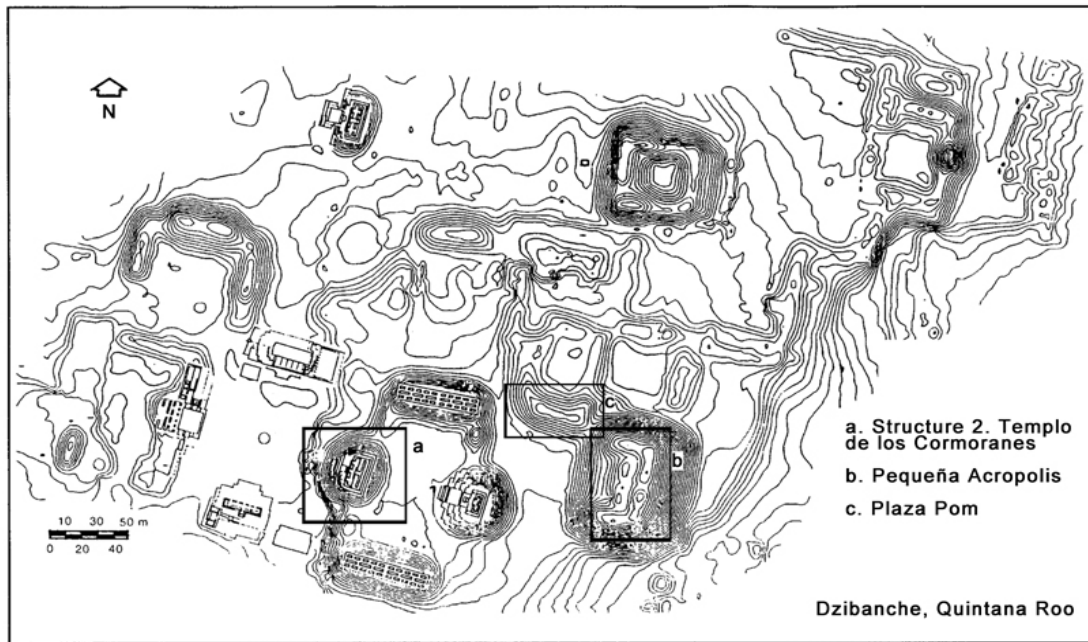 N
a
c
b
a. Structure 2. Templo
de los Cormoranes
b. Pequeña Acropolis
c. Plaza Pom
10 30 50 m
0 20 40
Dzibanche, Quintana Roo